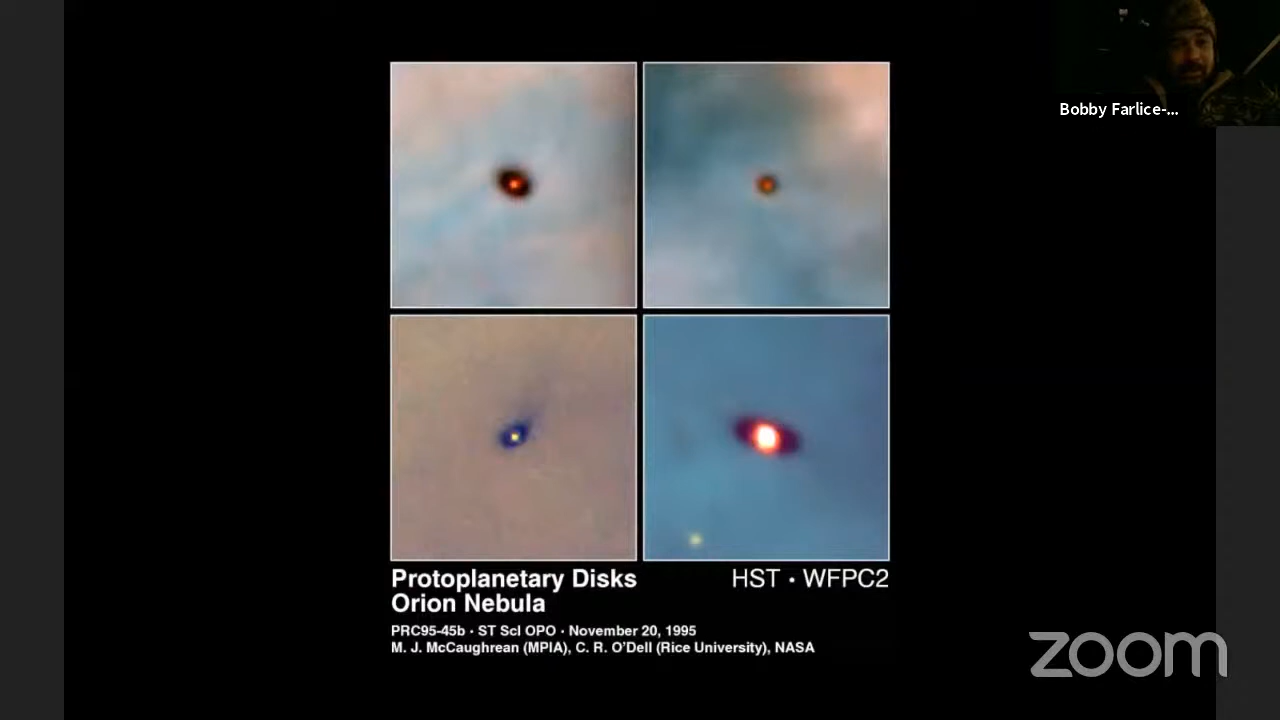 Bobby Farlice-...
Protoplanetary Disks
Orion Nebula
HST · WFPC2
PRC95-45b · ST ScI OPO · November 20, 1995
M. J. McCaughrean (MPIA), C. R. O'Dell (Rice University), NASA
zoom